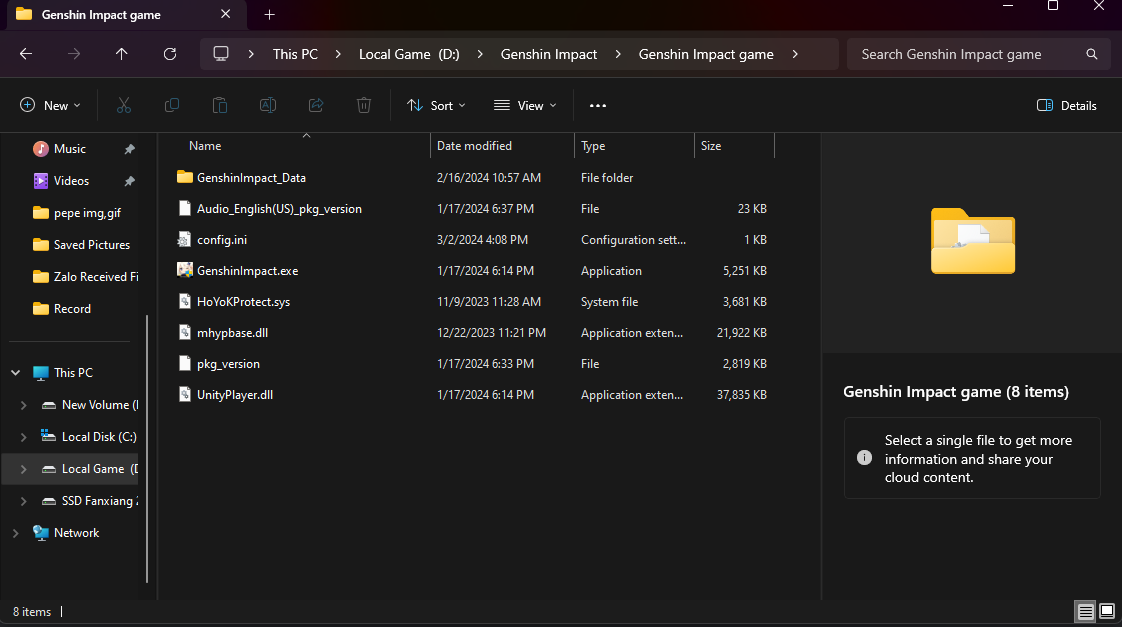 Genshin Impact game
This PC
Local Game (D:)
Genshin Impact
Genshin Impact game
Search Genshin Impact game
New
Sort
View
Details
Music
Videos
pepe img,gif
Saved Pictures
Zalo Received Fi
Record
This PC
New Volume (
Local Disk (C:)
Local Game (D
SSD Fanxiang 2
Network
Name Date modified Type Size
GenshinImpact_Data 2/16/2024 10:57 AM File folder
Audio_English(US)_pkg_version 1/17/2024 6:37 PM File 23 KB
config.ini 3/2/2024 4:08 PM Configuration sett... 1 KB
GenshinImpact.exe 1/17/2024 6:14 PM Application 5,251 KB
HoYoKProtect.sys 11/9/2023 11:28 AM System file 3,681 KB
mhypbase.dll 12/22/2023 11:21 PM Application exten... 21,922 KB
pkg_version 1/17/2024 6:33 PM File 2,819 KB
UnityPlayer.dll 1/17/2024 6:14 PM Application exten... 37,835 KB
Genshin Impact game (8 items)
Select a single file to get more
information and share your
cloud content.
8 items